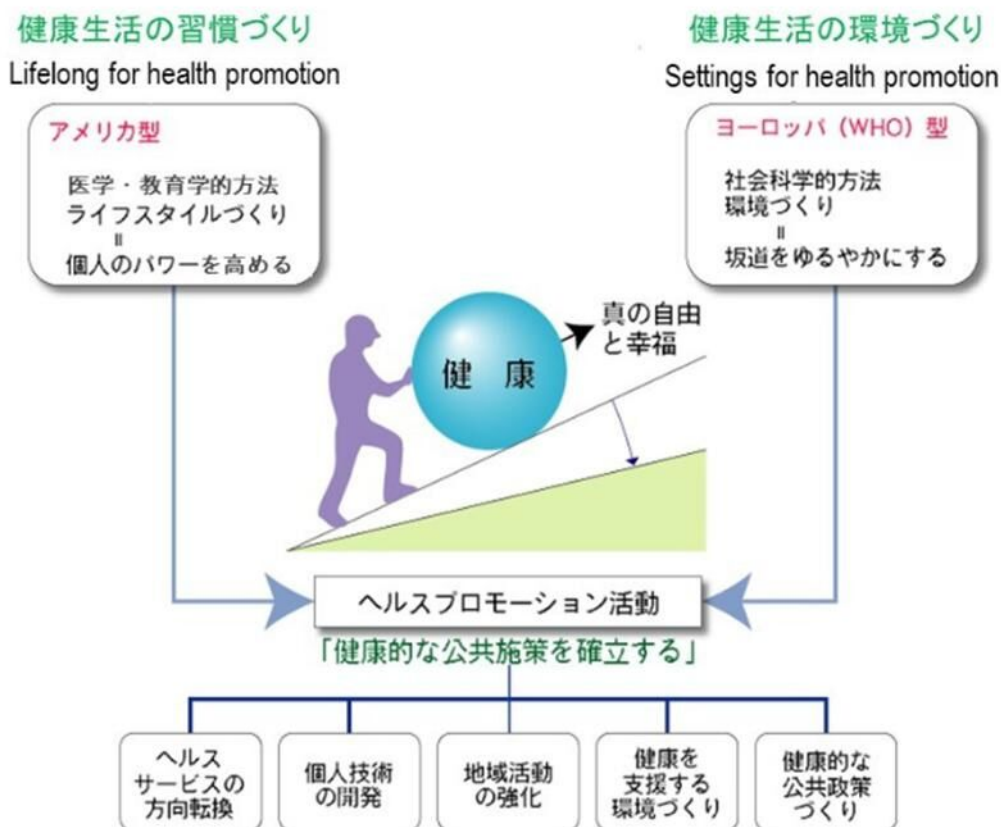 健康生活の習慣づくり
Lifelong for health promotion
アメリカ型
医学・教育学的方法
ライフスタイルづくり
=
個人のパワーを高める
健康生活の環境づくり
Settings for health promotion
ヨーロッパ（WHO）型
社会科学的方法
環境づくり
=
坂道をゆるやかにする
健 康
真の自由
と幸福
ヘルスプロモーション活動
「健康的な公共施策を確立する」
ヘルス
サービスの
方向転換
個人技術
の開発
地域活動
の強化
健康を
支援する
環境づくり
健康的な
公共政策
づくり